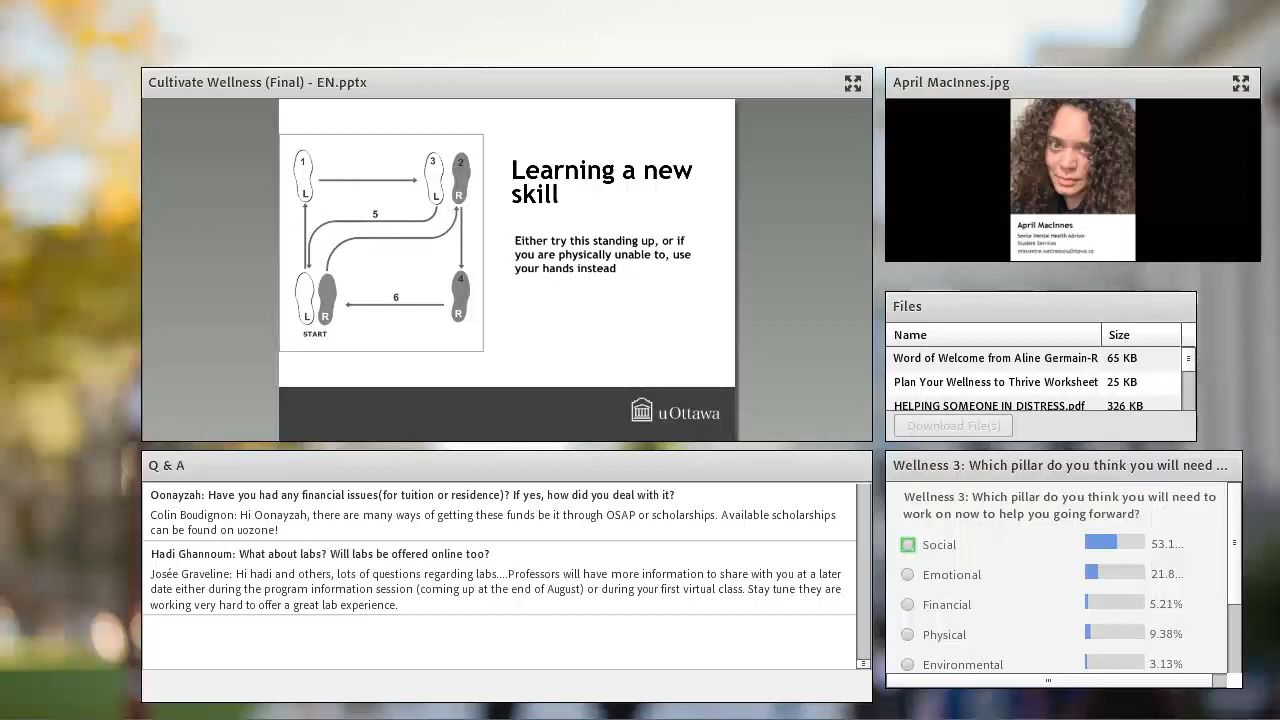 Cultivate Wellness (Final) - EN.pptx
1
3
2
L
L
R
5
4
6
L
R
R
START
Learning a new
skill
Either try this standing up, or if
you are physically unable to, use
your hands instead
uOttawa
April MacInnes.jpg
April MacInnes
Senior Mental Health Advisor
Student Services
Files
Name Size
Word of Welcome from Aline Germain-R 65 KB
Plan Your Wellness to Thrive Worksheet 25 KB
HELPING SOMEONE IN DISTRESS.pdf 326 KB
Download File(s)
Q & A
Oonayzah: Have you had any financial issues(for tuition or residence)? If yes, how did you deal with it?
Colin Boudignon: Hi Oonayzah, there are many ways of getting these funds be it through OSAP or scholarships. Available scholarships
can be found on uozone!
Hadi Ghannoum: What about labs? Will labs be offered online too?
Josée Graveline: Hi hadi and others, lots of questions regarding labs....Professors will have more information to share with you at a later
date either during the program information session (coming up at the end of August) or during your first virtual class. Stay tune they are
working very hard to offer a great lab experience.
Wellness 3: Which pillar do you think you will need ...
Wellness 3: Which pillar do you think you will need to
work on now to help you going forward?
Social 53.1...
Emotional 21.8...
Financial 5.21%
Physical 9.38%
Environmental 3.13%